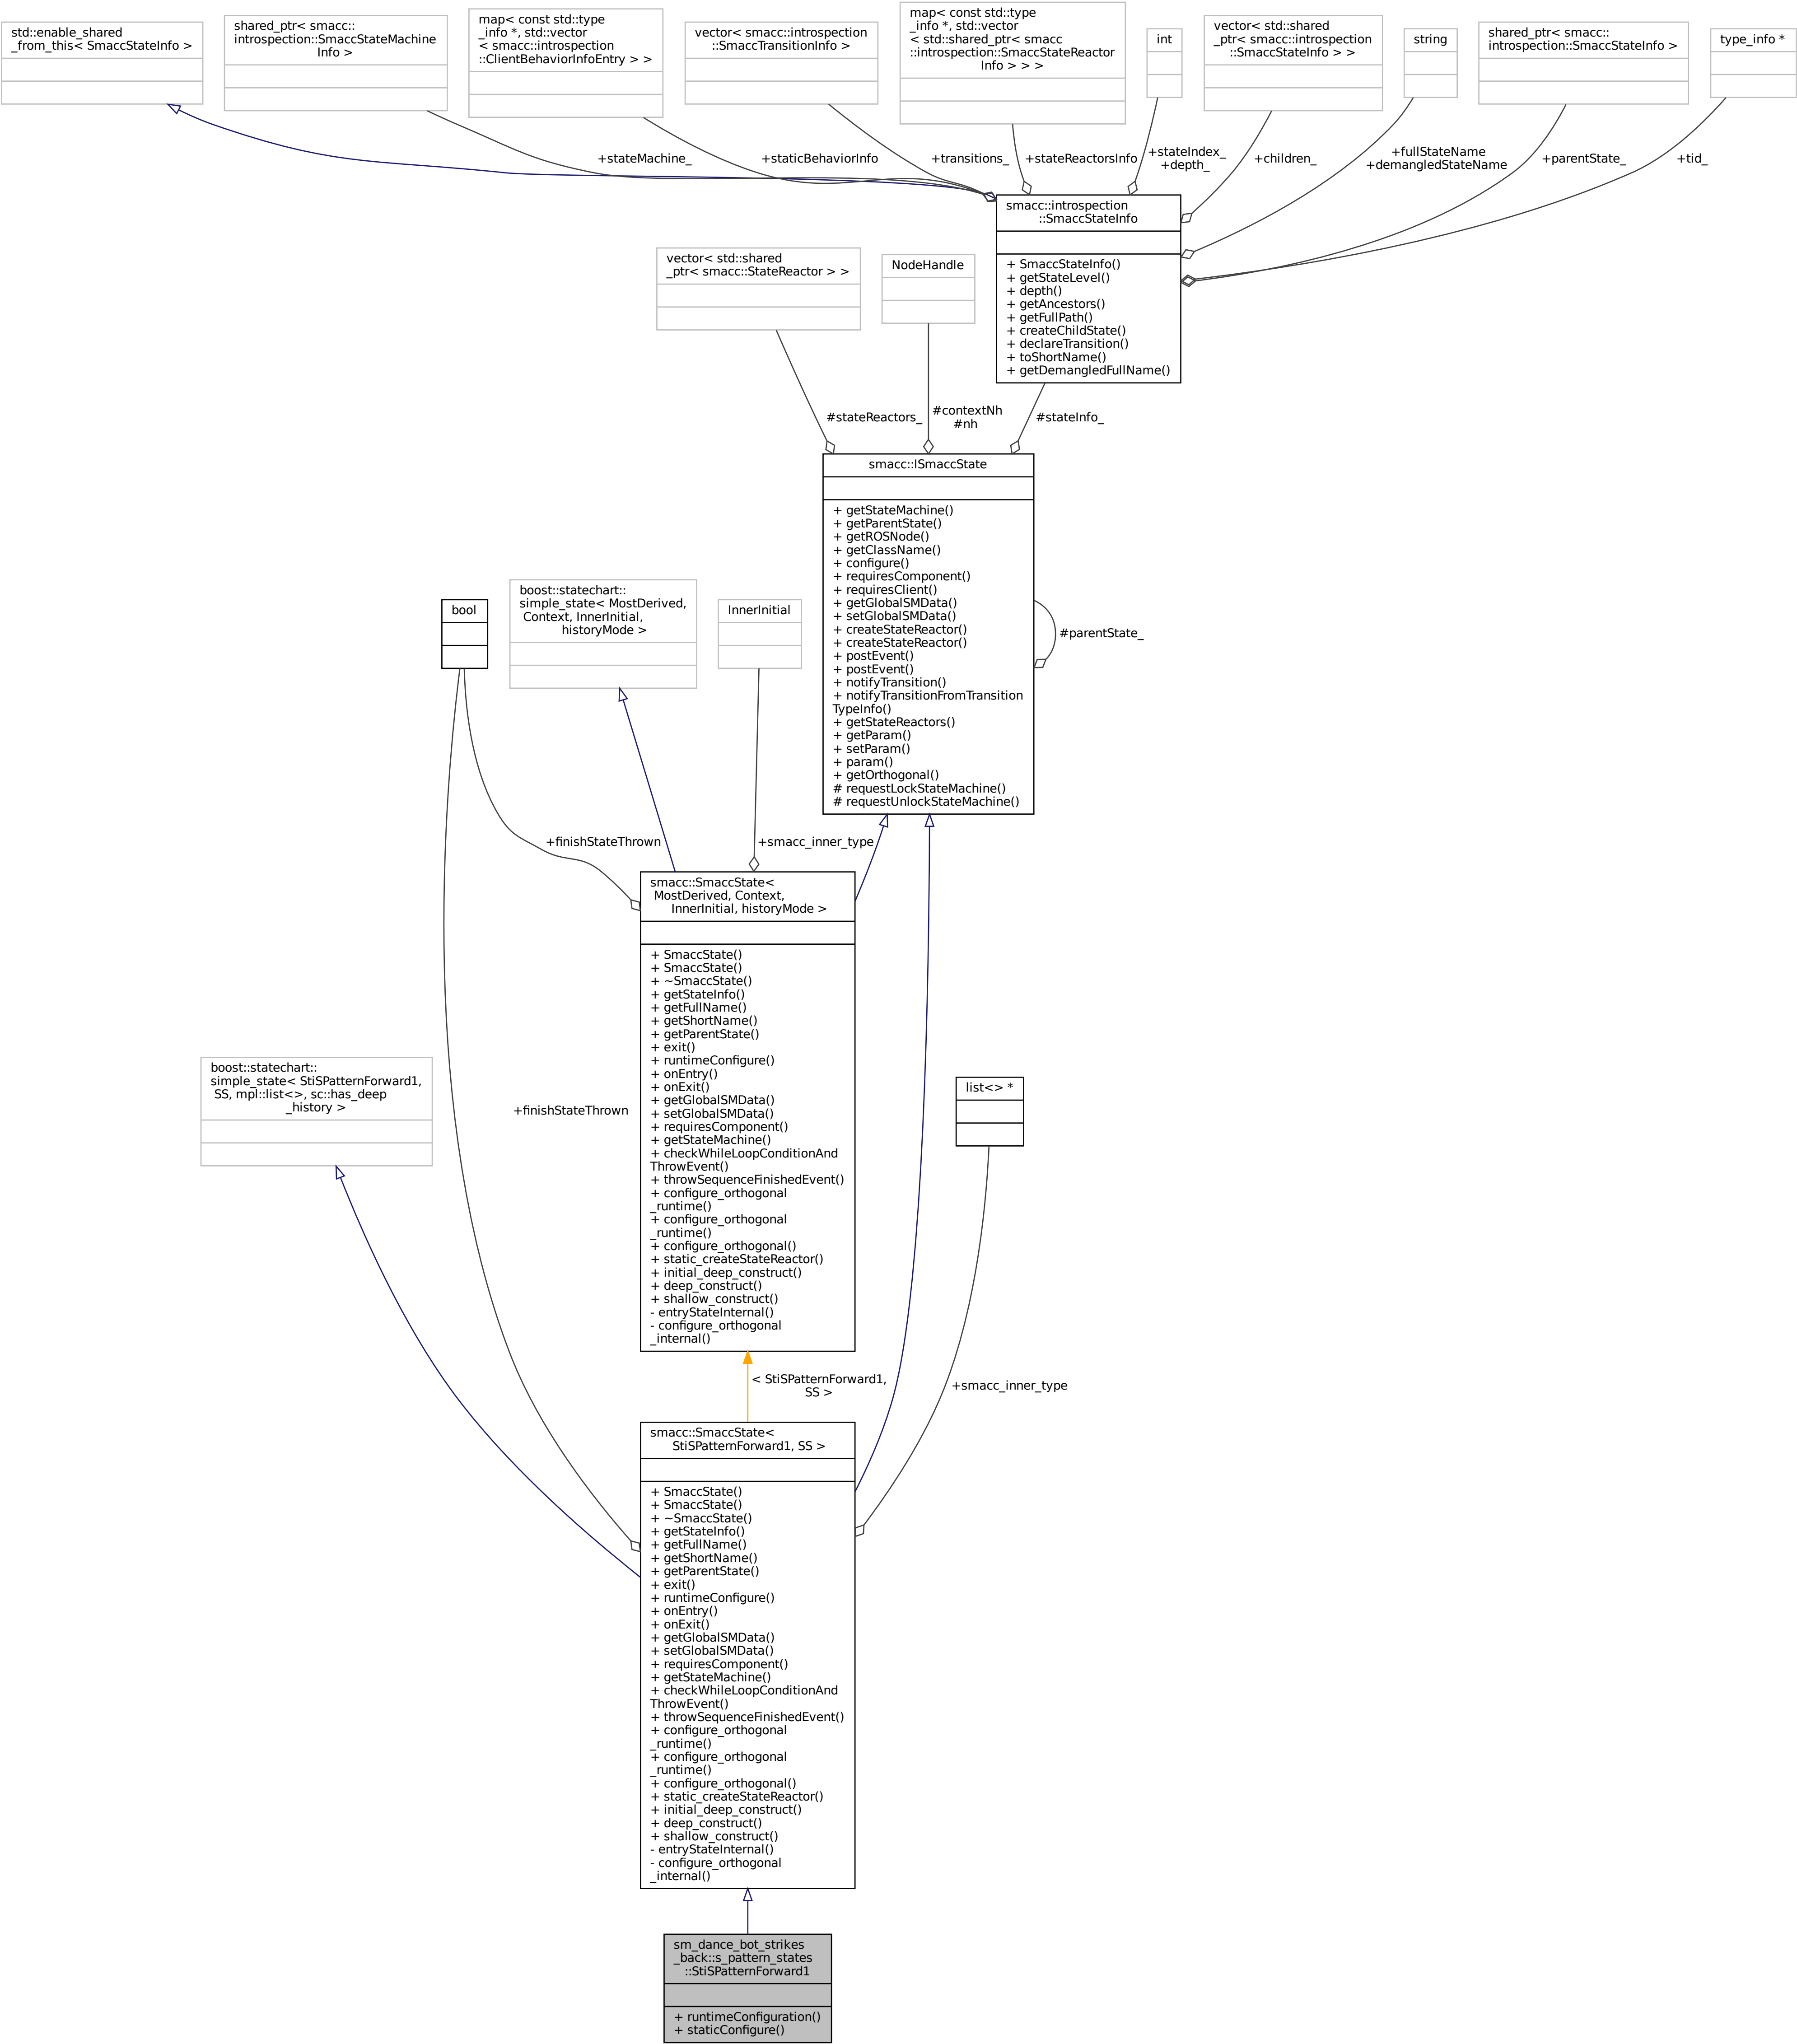 std::enable_shared
_from_this< SmaccStateInfo >
shared_ptr< smacc::
introspection::SmaccStateMachine
Info >
map< const std::type
_info *, std::vector
< smacc::introspection
::ClientBehaviorInfoEntry > >
vector< smacc::introspection
::SmaccTransitionInfo >
map< const std::type
_info *, std::vector
< std::shared_ptr< smacc
::introspection::SmaccStateReactor
Info > > >
int
vector< std::shared
_ptr< smacc::introspection
::SmaccStateInfo > >
string
shared_ptr< smacc::
introspection::SmaccStateInfo >
type_info *
+stateMachine_
+staticBehaviorInfo
+transitions_
+stateReactorsInfo
+stateIndex_
+depth_
+children_
+fullStateName
+demangledStateName
+parentState_
+tid_
smacc::introspection
::SmaccStateInfo
+ SmaccStateInfo()
+ getStateLevel()
+ depth()
+ getAncestors()
+ getFullPath()
+ createChildState()
+ declareTransition()
+ toShortName()
+ getDemangledFullName()
vector< std::shared
_ptr< smacc::StateReactor > >
NodeHandle
#stateReactors_
#contextNh
#nh
#stateInfo_
smacc::ISmaccState
+ getStateMachine()
+ getParentState()
+ getROSNode()
+ getClassName()
+ configure()
+ requiresComponent()
+ requiresClient()
+ getGlobalSMData()
+ setGlobalSMData()
+ createStateReactor()
+ createStateReactor()
+ postEvent()
+ postEvent()
+ notifyTransition()
+ notifyTransitionFromTransition
TypeInfo()
+ getStateReactors()
+ getParam()
+ setParam()
+ param()
+ getOrthogonal()
# requestLockStateMachine()
# requestUnlockStateMachine()
#parentState_
bool
boost::statechart::
simple_state< MostDerived,
Context, InnerInitial,
historyMode >
InnerInitial
+finishStateThrown
+smacc_inner_type
smacc::SmaccState<
MostDerived, Context,
InnerInitial, historyMode >
+ SmaccState()
+ SmaccState()
+ ~SmaccState()
+ getStateInfo()
+ getFullName()
+ getShortName()
+ getParentState()
+ exit()
+ runtimeConfigure()
+ onEntry()
+ onExit()
+ getGlobalSMData()
+ setGlobalSMData()
+ requiresComponent()
+ getStateMachine()
+ checkWhileLoopConditionAnd
ThrowEvent()
+ throwSequenceFinishedEvent()
+ configure_orthogonal
_runtime()
+ configure_orthogonal
_runtime()
+ configure_orthogonal()
+ static_createStateReactor()
+ initial_deep_construct()
+ deep_construct()
+ shallow_construct()
- entryStateInternal()
- configure_orthogonal
_internal()
boost::statechart::
simple_state< StiSPatternForward1,
SS, mpl::list<>, sc::has_deep
_history >
+finishStateThrown
list<> *
< StiSPatternForward1,
SS >
+smacc_inner_type
smacc::SmaccState<
StiSPatternForward1, SS >
+ SmaccState()
+ SmaccState()
+ ~SmaccState()
+ getStateInfo()
+ getFullName()
+ getShortName()
+ getParentState()
+ exit()
+ runtimeConfigure()
+ onEntry()
+ onExit()
+ getGlobalSMData()
+ setGlobalSMData()
+ requiresComponent()
+ getStateMachine()
+ checkWhileLoopConditionAnd
ThrowEvent()
+ throwSequenceFinishedEvent()
+ configure_orthogonal
_runtime()
+ configure_orthogonal
_runtime()
+ configure_orthogonal()
+ static_createStateReactor()
+ initial_deep_construct()
+ deep_construct()
+ shallow_construct()
- entryStateInternal()
- configure_orthogonal
_internal()
sm_dance_bot_strikes
_back::s_pattern_states
::StiSPatternForward1
+ runtimeConfiguration()
+ staticConfigure()